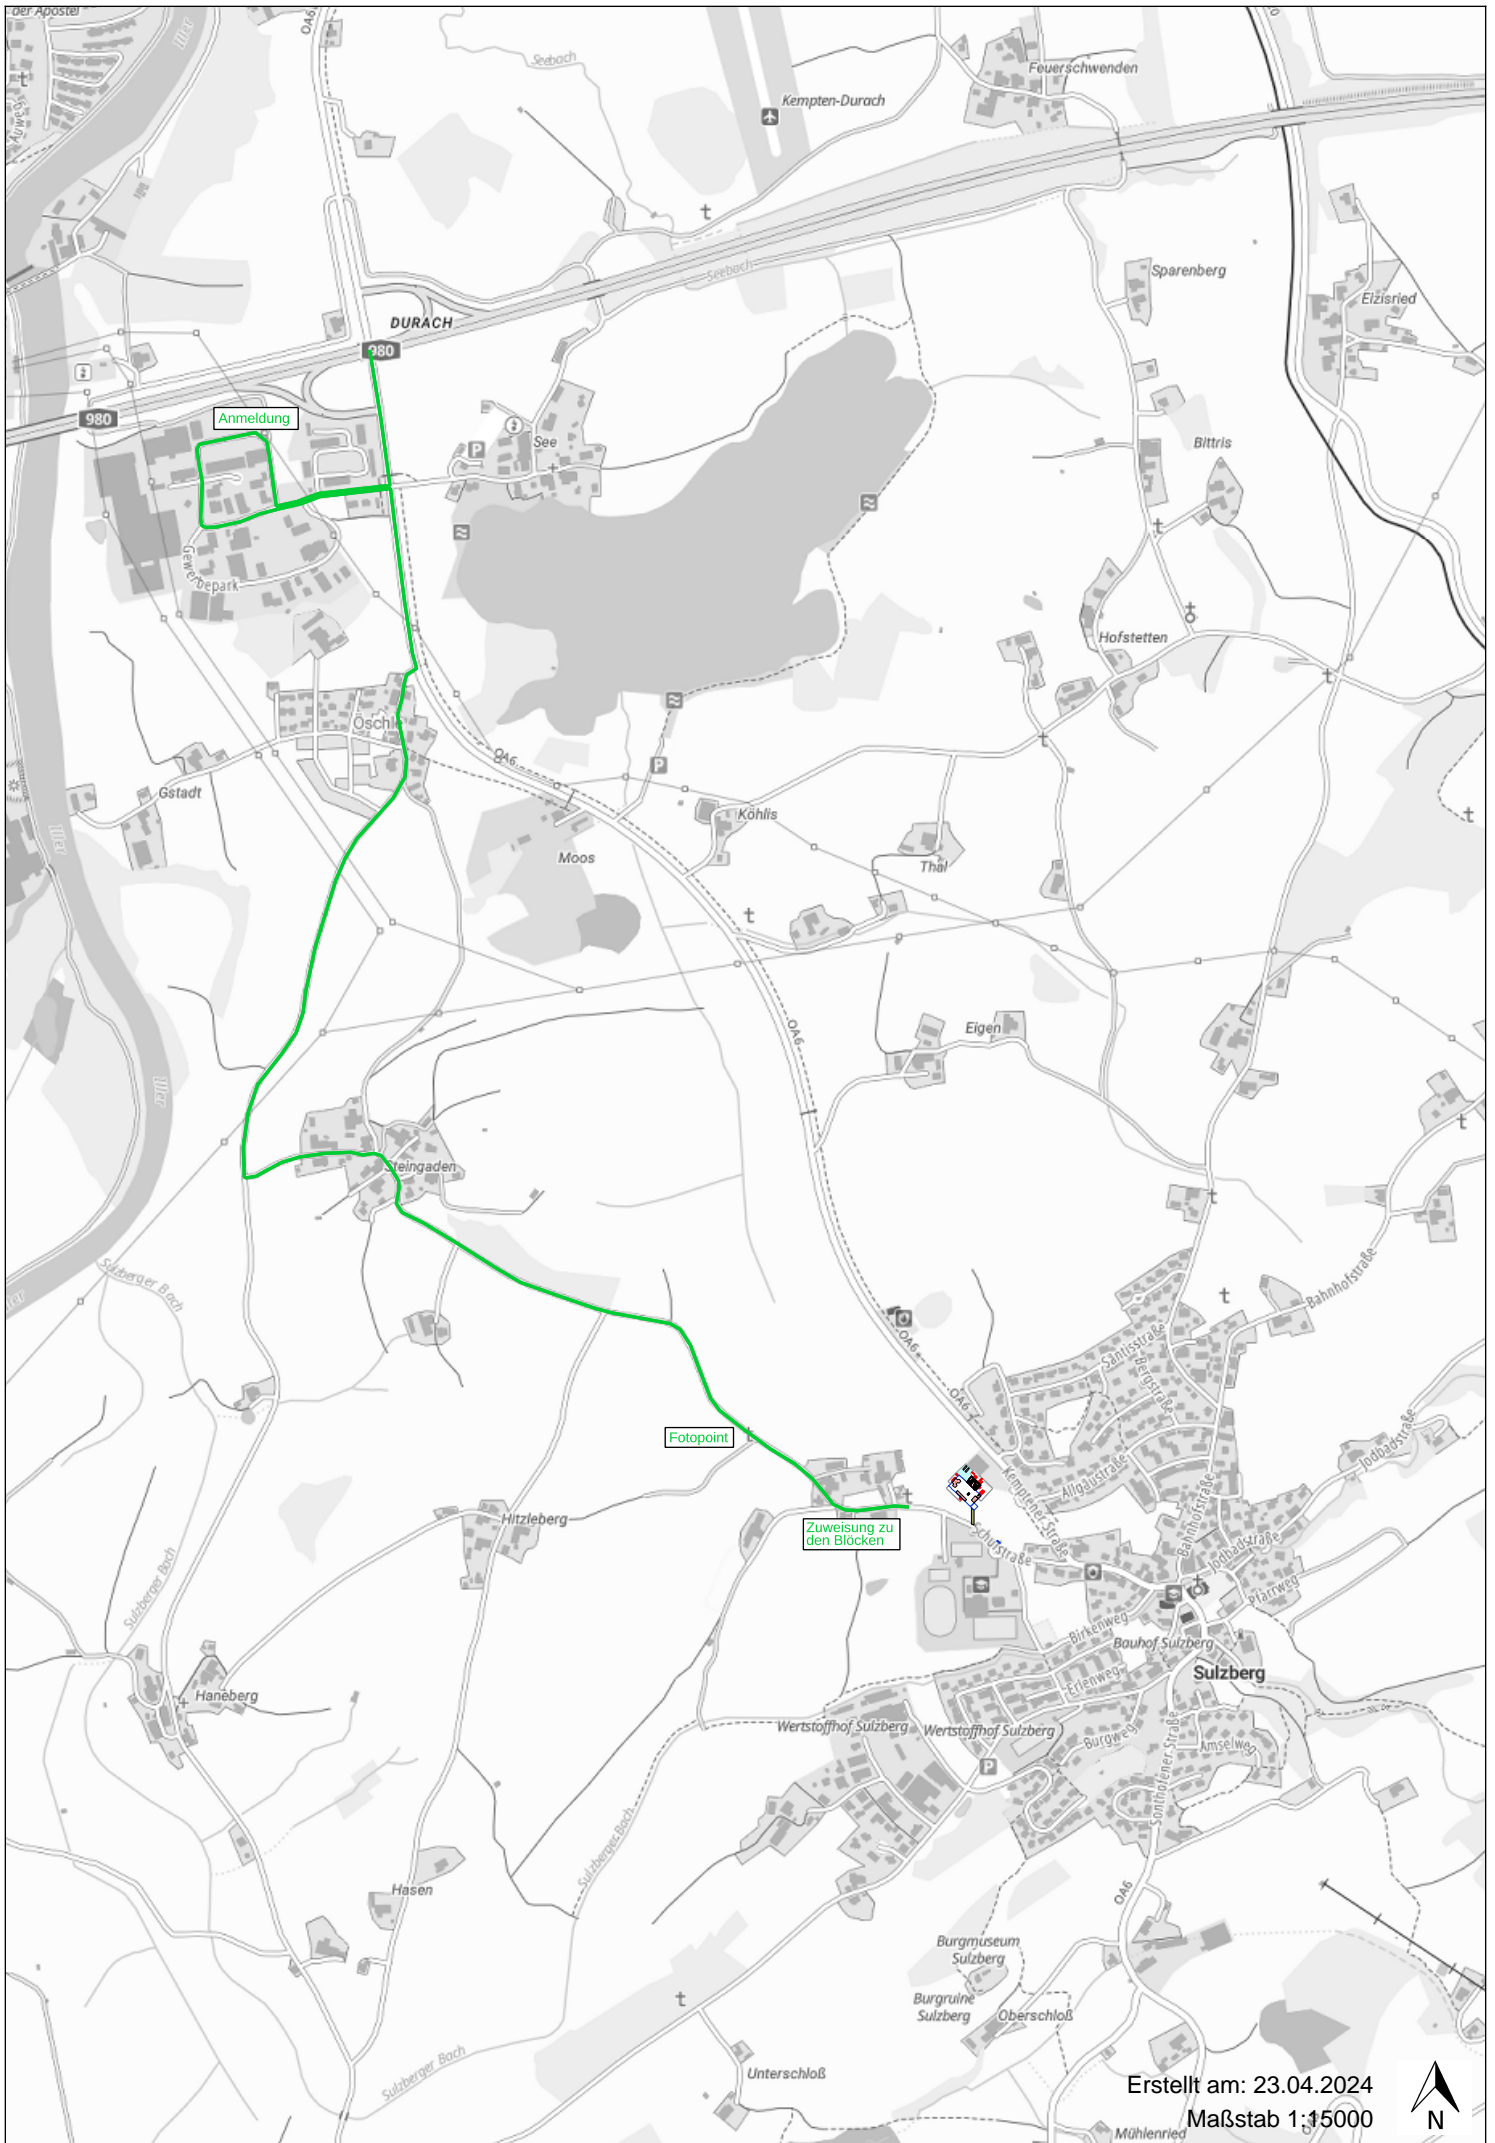 der Apostel
Iller
OA6
Seebach
Feuerschwenden
Kempten-Durach
Auweg
Seebach
Sparenberg
Elzisried
DURACH
980
980
Anmeldung
P
See
Bittris
Gewerbepark
Hofstetten
Öschle
OA6
P
Gstadt
Köhlis
Moos
Thal
Iller
OA6
Eigen
Iller
Steingaden
Sulzberger Bach
Iller
Bahnhofstraße
OA6
Säntisstraße
Bergstraße
OA6
Jodbadstraße
Fotopoint
Allgäustraße
Kemptener Straße
Bahnhofstraße
Hitzleberg
Zuweisung zu
den Blöcken
Schulstraße
Jodbadstraße
Sulzberger Bach
Pfarrweg
Birkenweg
Bauhof Sulzberg
Sulzberg
Erlenweg
Haneberg
Wertstoffhof Sulzberg
Wertstoffhof Sulzberg
Burgweg
Amselweg
P
Sonthofener Straße
Sulzberger Bach
Hasen
OA6
Burgmuseum
Sulzberg
Burgruine
Sulzberg
Oberschloß
Sulzberger Bach
Unterschloß
Erstellt am: 23.04.2024
Maßstab 1:15000
N
Mühlenried